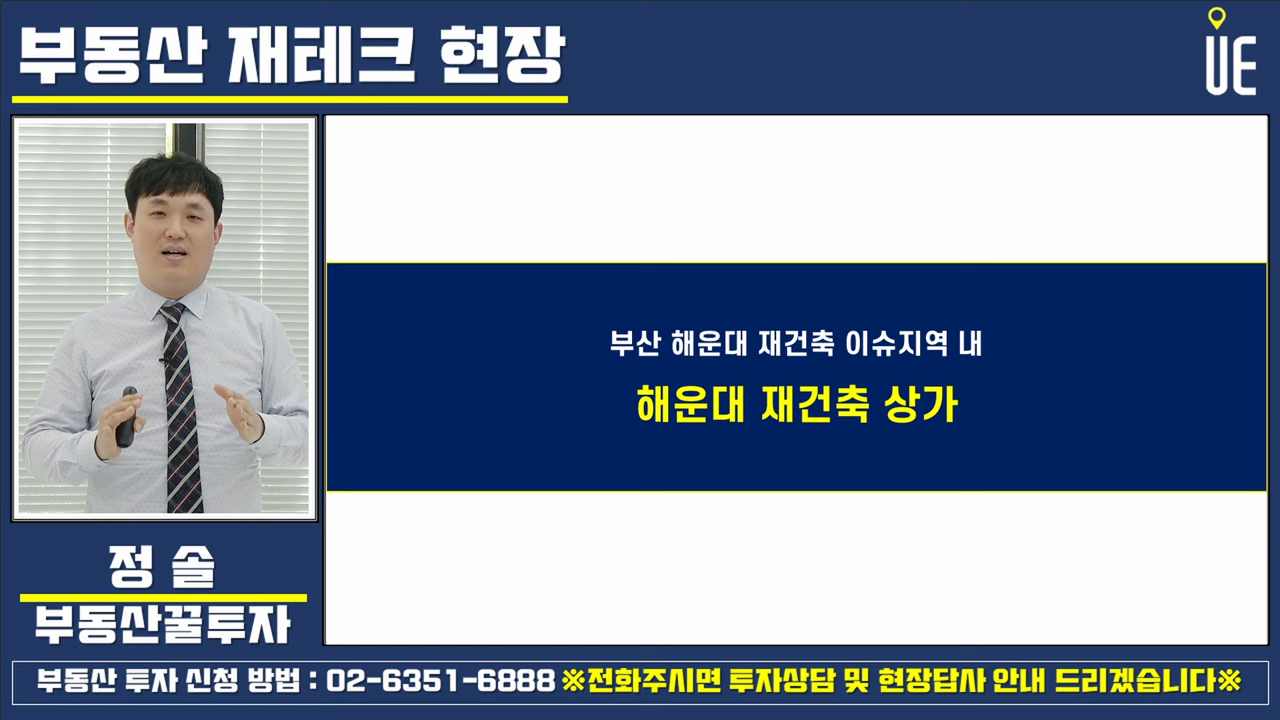 부동산 재테크 현장
UE
부산 해운대 재건축 이슈지역 내
해운대 재건축 상가
정 솔
부동산꿀투자
부동산 투자 신청 방법 : 02-6351-6888 ※전화주시면 투자상담 및 현장답사 안내 드리겠습니다※